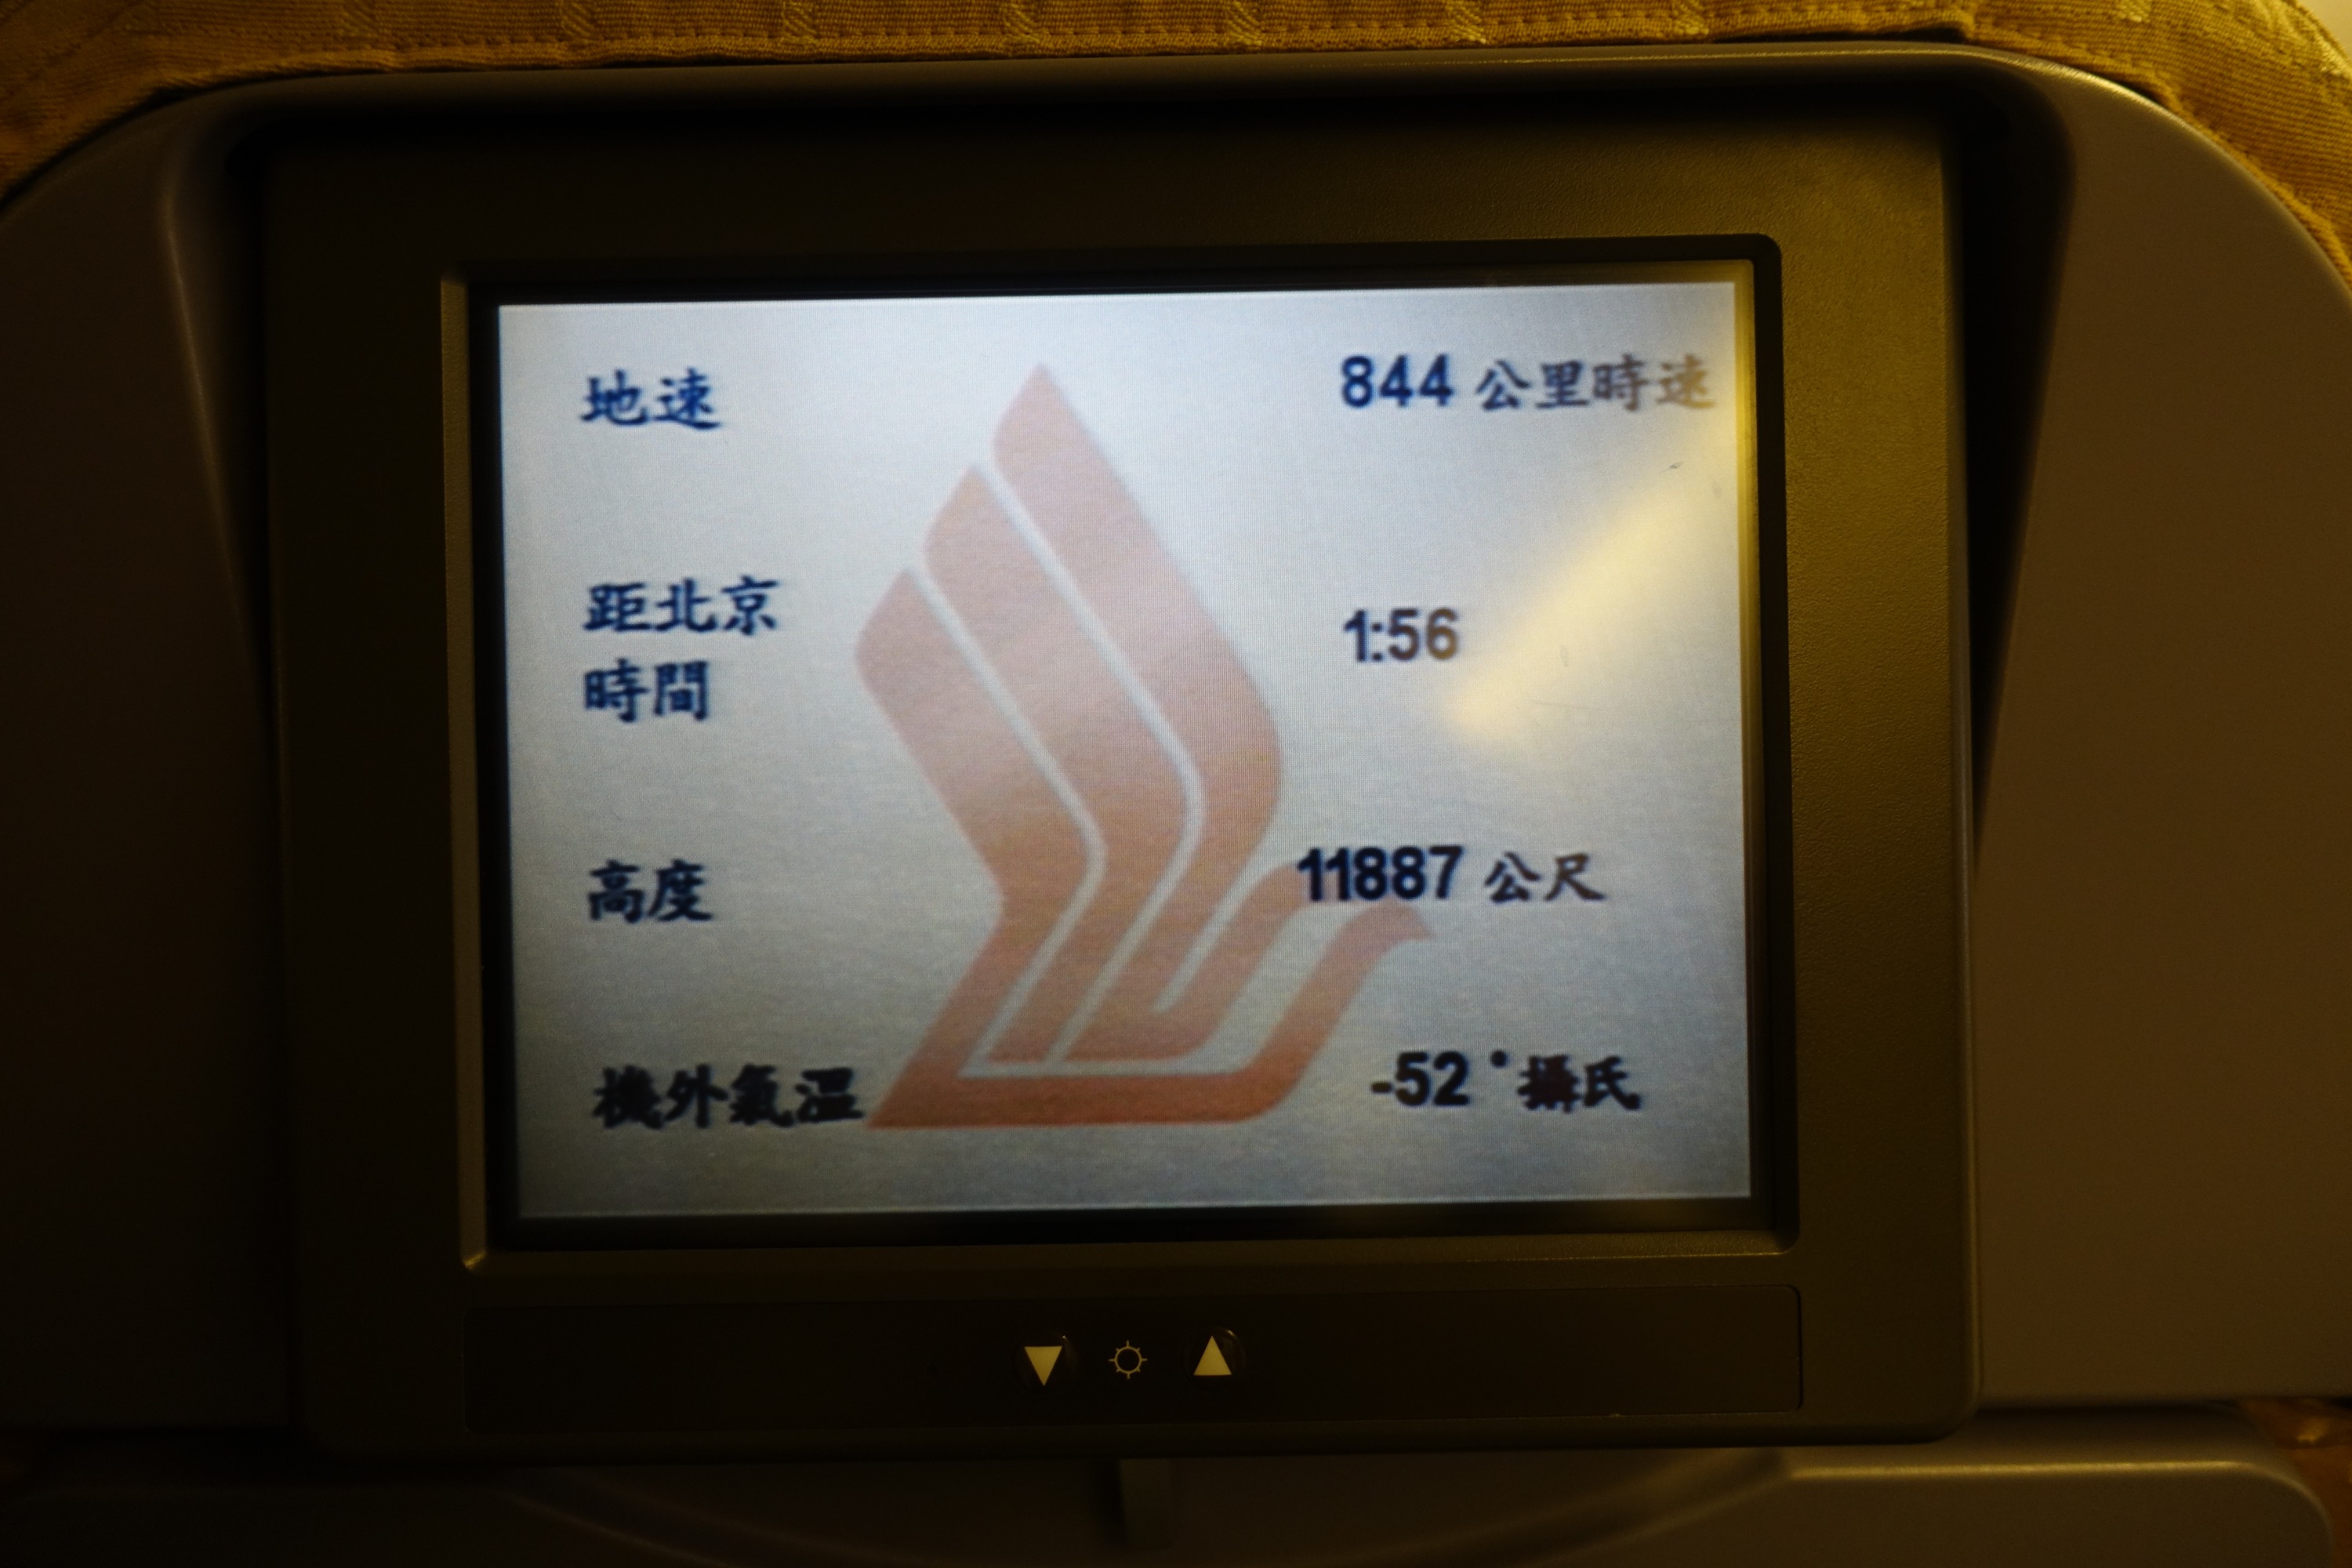 地速 844 公里時速
距北京
時間 1:56
高度 11887 公尺
機外氣溫 -52 °攝氏